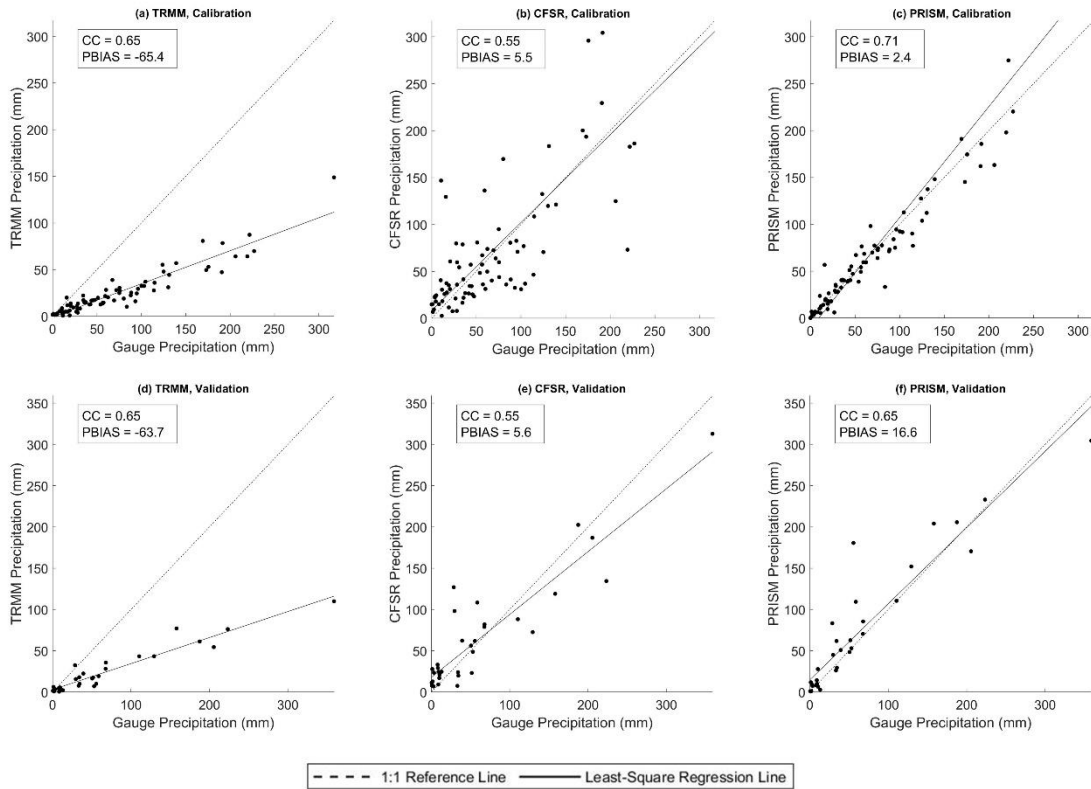 (a) TRMM, Calibration
CC = 0.65
PBIAS = -65.4
TRMM Precipitation (mm)
300
250
200
150
100
50
0
0 50 100 150 200 250 300
Gauge Precipitation (mm)
(b) CFSR, Calibration
CC = 0.55
PBIAS = 5.5
CFSR Precipitation (mm)
300
250
200
150
100
50
0
0 50 100 150 200 250 300
Gauge Precipitation (mm)
(c) PRISM, Calibration
CC = 0.71
PBIAS = 2.4
PRISM Precipitation (mm)
300
250
200
150
100
50
0
0 50 100 150 200 250 300
Gauge Precipitation (mm)
(d) TRMM, Validation
CC = 0.65
PBIAS = -63.7
TRMM Precipitation (mm)
350
300
250
200
150
100
50
0
0 100 200 300
Gauge Precipitation (mm)
(e) CFSR, Validation
CC = 0.55
PBIAS = 5.6
CFSR Precipitation (mm)
350
300
250
200
150
100
50
0
0 100 200 300
Gauge Precipitation (mm)
(f) PRISM, Validation
CC = 0.65
PBIAS = 16.6
PRISM Precipitation (mm)
350
300
250
200
150
100
50
0
0 100 200 300
Gauge Precipitation (mm)
1:1 Reference Line Least-Square Regression Line